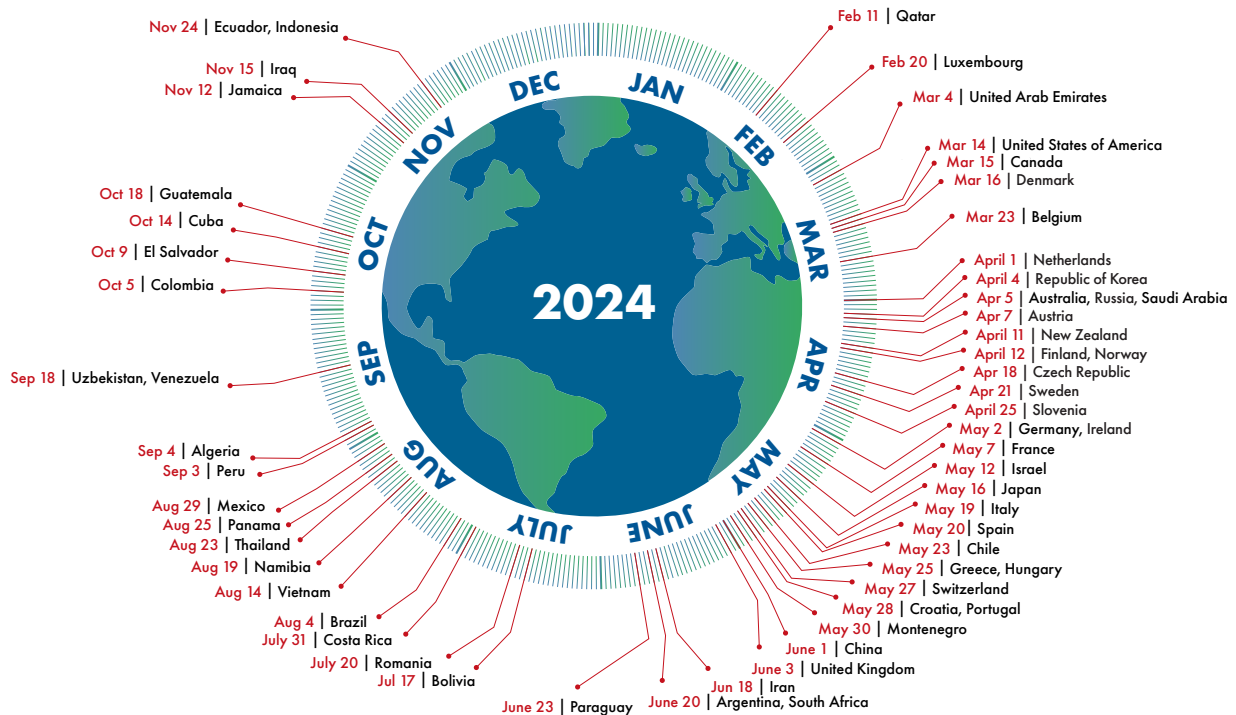 2024
JAN
FEB
MAR
APR
MAY
JUNE
JULY
AUG
SEP
OCT
NOV
DEC
Feb 11 | Qatar
Feb 20 | Luxembourg
Mar 4 | United Arab Emirates
Mar 14 | United States of America
Mar 15 | Canada
Mar 16 | Denmark
Mar 23 | Belgium
April 1 | Netherlands
April 4 | Republic of Korea
Apr 5 | Australia, Russia, Saudi Arabia
Apr 7 | Austria
April 11 | New Zealand
April 12 | Finland, Norway
Apr 18 | Czech Republic
Apr 21 | Sweden
April 25 | Slovenia
May 2 | Germany, Ireland
May 7 | France
May 12 | Israel
May 16 | Japan
May 19 | Italy
May 20| Spain
May 23 | Chile
May 25 | Greece, Hungary
May 27 | Switzerland
May 28 | Croatia, Portugal
May 30 | Montenegro
June 1 | China
June 3 | United Kingdom
Jun 18 | Iran
June 20 | Argentina, South Africa
June 23 | Paraguay
Jul 17 | Bolivia
July 20 | Romania
July 31 | Costa Rica
Aug 4 | Brazil
Aug 14 | Vietnam
Aug 19 | Namibia
Aug 23 | Thailand
Aug 25 | Panama
Aug 29 | Mexico
Sep 3 | Peru
Sep 4 | Algeria
Sep 18 | Uzbekistan, Venezuela
Oct 5 | Colombia
Oct 9 | El Salvador
Oct 14 | Cuba
Oct 18 | Guatemala
Nov 12 | Jamaica
Nov 15 | Iraq
Nov 24 | Ecuador, Indonesia